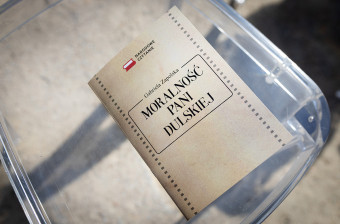 NARODOWE
CZYTANIE
Gabriela Zapolska
MORALNOŚĆ
PANI
DULSKIEJ